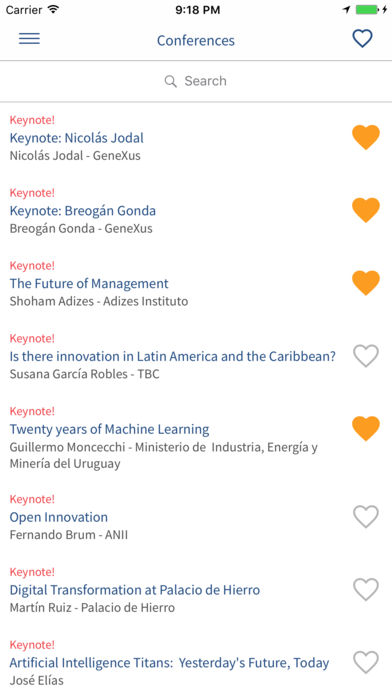 Carrier 9:18 PM
Conferences
Search
Keynote!
Keynote: Nicolás Jodal
Nicolás Jodal - GeneXus
Keynote!
Keynote: Breogán Gonda
Breogán Gonda - GeneXus
Keynote!
The Future of Management
Shoham Adizes - Adizes Instituto
Keynote!
Is there innovation in Latin America and the Caribbean?
Susana García Robles - TBC
Keynote!
Twenty years of Machine Learning
Guillermo Moncecchi - Ministerio de  Industria, Energía y
Minería del Uruguay
Keynote!
Open Innovation
Fernando Brum - ANII
Keynote!
Digital Transformation at Palacio de Hierro
Martín Ruiz - Palacio de Hierro
Keynote!
Artificial Intelligence Titans:  Yesterday's Future, Today
José Elías